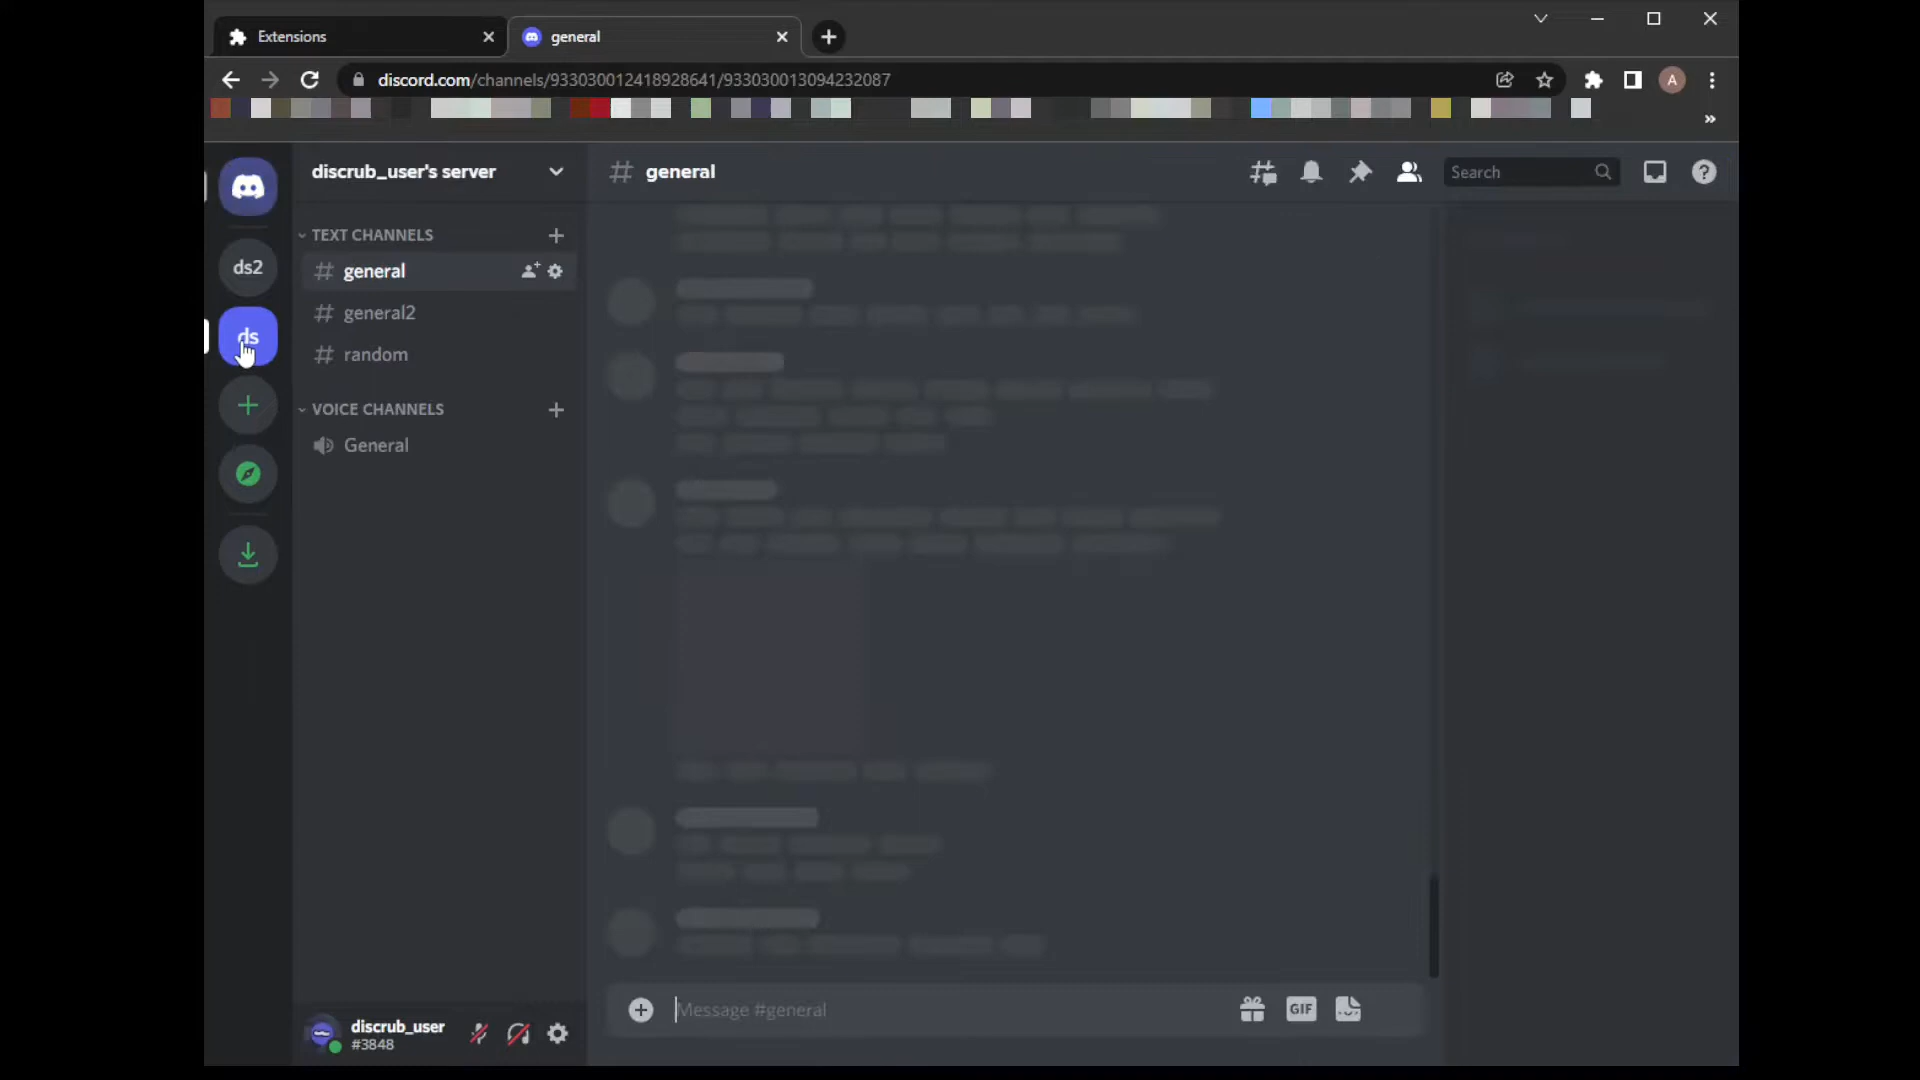 Extensions
general
discord.com/channels/933030012418928641/933030013094232087
A
discrub_user's server
general
Search
ds2
ds
TEXT CHANNELS
general
general2
random
VOICE CHANNELS
General
discrub_user
#3848
Message #general
GIF